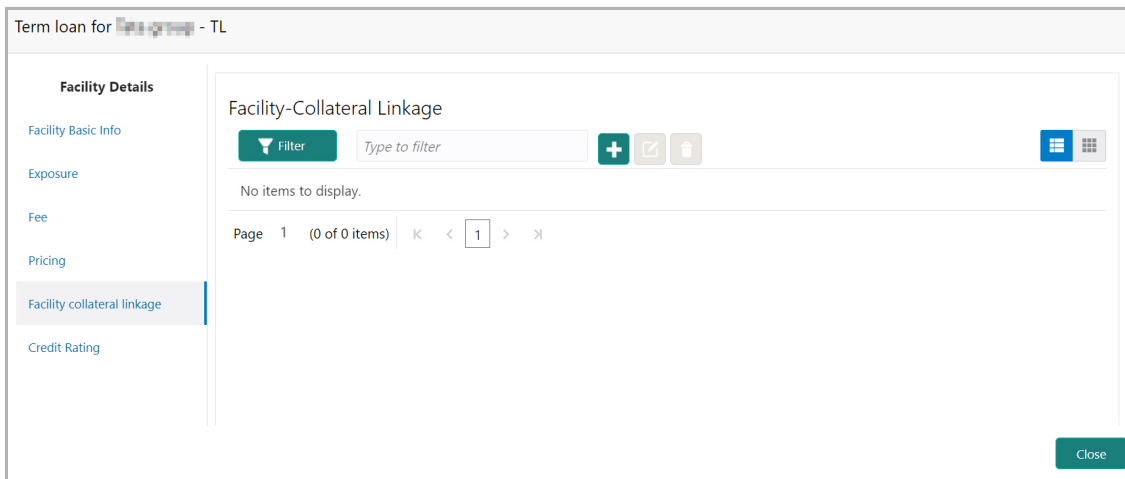 Term loan for - TL
Facility Details
Facility Basic Info
Exposure
Fee
Pricing
Facility collateral linkage
Credit Rating
Facility-Collateral Linkage
Filter Type to filter
No items to display.
Page 1 (0 of 0 items) 1
Close